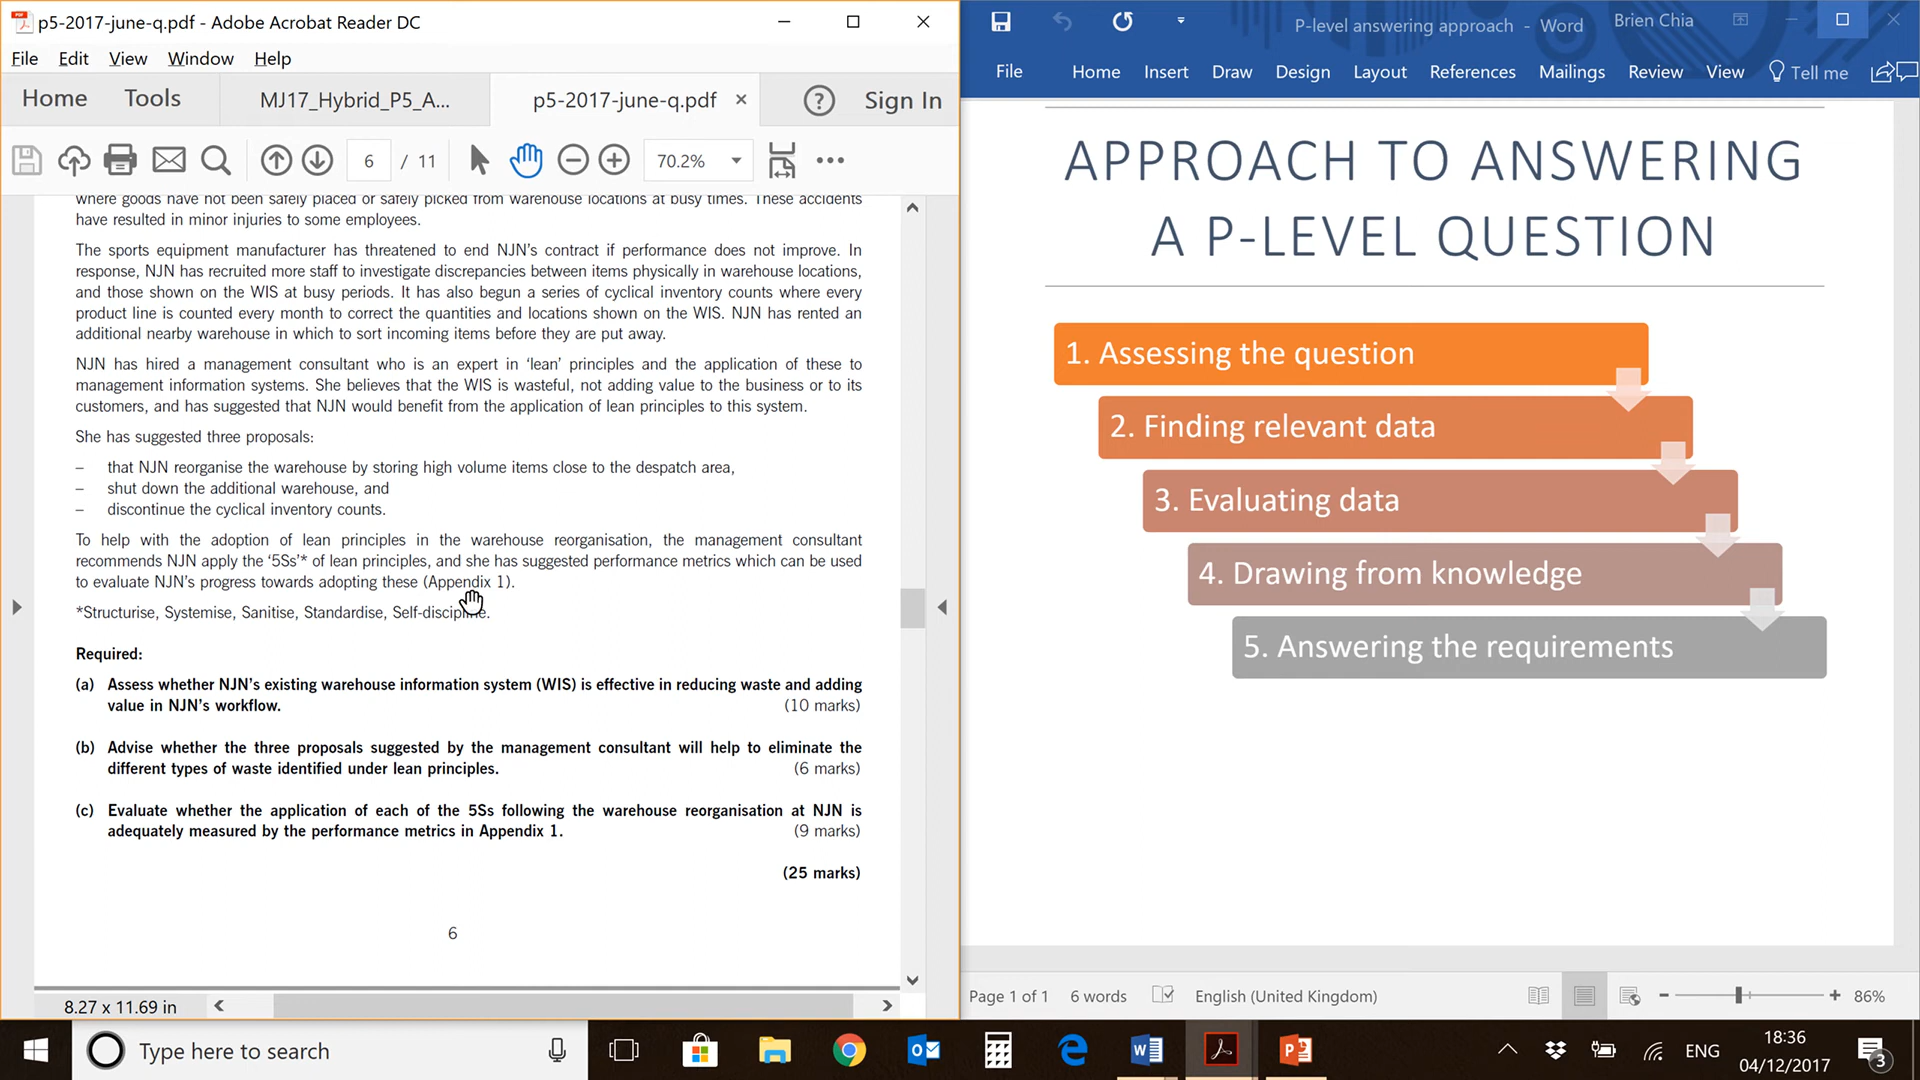 p5-2017-june-q.pdf - Adobe Acrobat Reader DC
File Edit View Window Help
Home Tools MJ17_Hybrid_P5_A... p5-2017-june-q.pdf × ? Sign In
6 / 11 70.2%
where goods have not been safely placed or safely picked from warehouse locations at busy times. These accidents
have resulted in minor injuries to some employees.
The sports equipment manufacturer has threatened to end NJN's contract if performance does not improve. In
response, NJN has recruited more staff to investigate discrepancies between items physically in warehouse locations,
and those shown on the WIS at busy periods. It has also begun a series of cyclical inventory counts where every
product line is counted every month to correct the quantities and locations shown on the WIS. NJN has rented an
additional nearby warehouse in which to sort incoming items before they are put away.
NJN has hired a management consultant who is an expert in 'lean' principles and the application of these to
management information systems. She believes that the WIS is wasteful, not adding value to the business or to its
customers, and has suggested that NJN would benefit from the application of lean principles to this system.
She has suggested three proposals:
– that NJN reorganise the warehouse by storing high volume items close to the despatch area,
– shut down the additional warehouse, and
– discontinue the cyclical inventory counts.
To help with the adoption of lean principles in the warehouse reorganisation, the management consultant
recommends NJN apply the '5Ss'* of lean principles, and she has suggested performance metrics which can be used
to evaluate NJN's progress towards adopting these (Appendix 1).
*Structurise, Systemise, Sanitise, Standardise, Self-discipline.
Required:
(a) Assess whether NJN's existing warehouse information system (WIS) is effective in reducing waste and adding
value in NJN's workflow. (10 marks)
(b) Advise whether the three proposals suggested by the management consultant will help to eliminate the
different types of waste identified under lean principles. (6 marks)
(c) Evaluate whether the application of each of the 5Ss following the warehouse reorganisation at NJN is
adequately measured by the performance metrics in Appendix 1. (9 marks)
(25 marks)
6
8.27 x 11.69 in
P-level answering approach - Word Brien Chia
File Home Insert Draw Design Layout References Mailings Review View Tell me
APPROACH TO ANSWERING
A P-LEVEL QUESTION
1. Assessing the question
2. Finding relevant data
3. Evaluating data
4. Drawing from knowledge
5. Answering the requirements
Page 1 of 1 6 words English (United Kingdom) 86%
Type here to search
ENG 18:36
04/12/2017 3